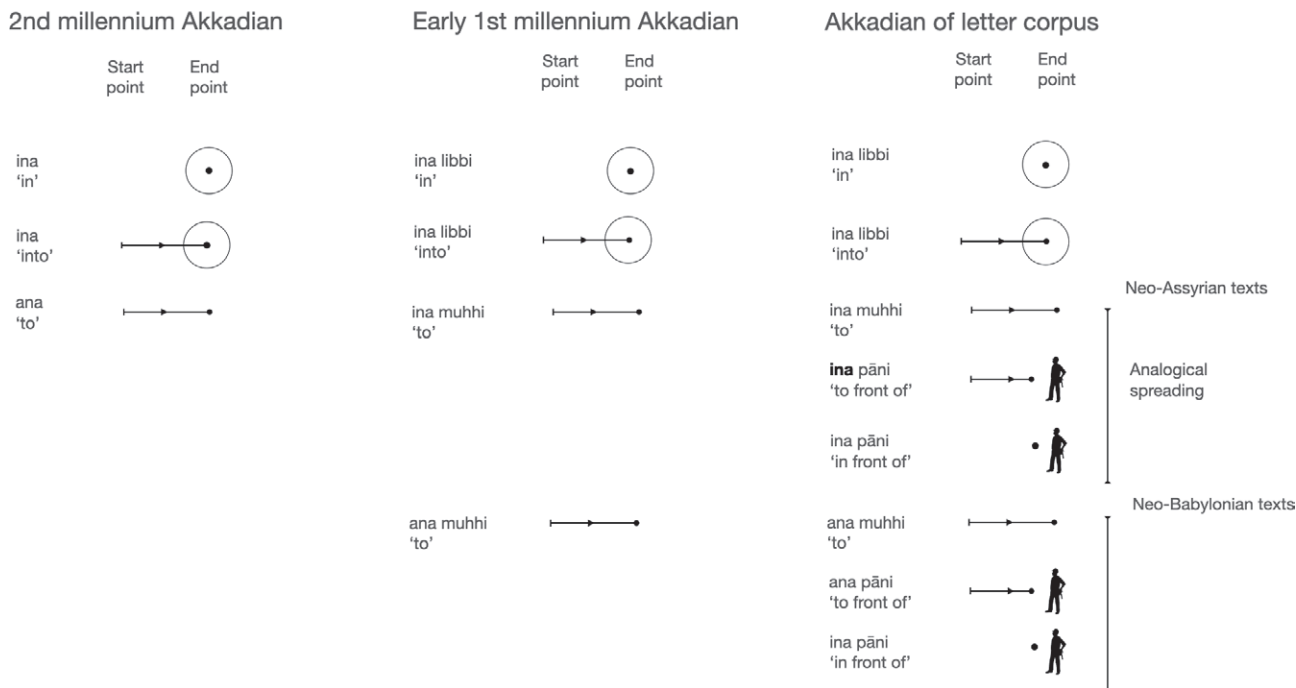 2nd millennium Akkadian
Start
point
End
point
ina
'in'
ina
'into'
ana
'to'
Early 1st millennium Akkadian
Start
point
End
point
ina libbi
'in'
ina libbi
'into'
ina muhhi
'to'
ana muhhi
'to'
Akkadian of letter corpus
Start
point
End
point
ina libbi
'in'
ina libbi
'into'
Neo-Assyrian texts
ina muhhi
'to'
ina pāni
'to front of'
Analogical
spreading
ina pāni
'in front of'
Neo-Babylonian texts
ana muhhi
'to'
ana pāni
'to front of'
ina pāni
'in front of'